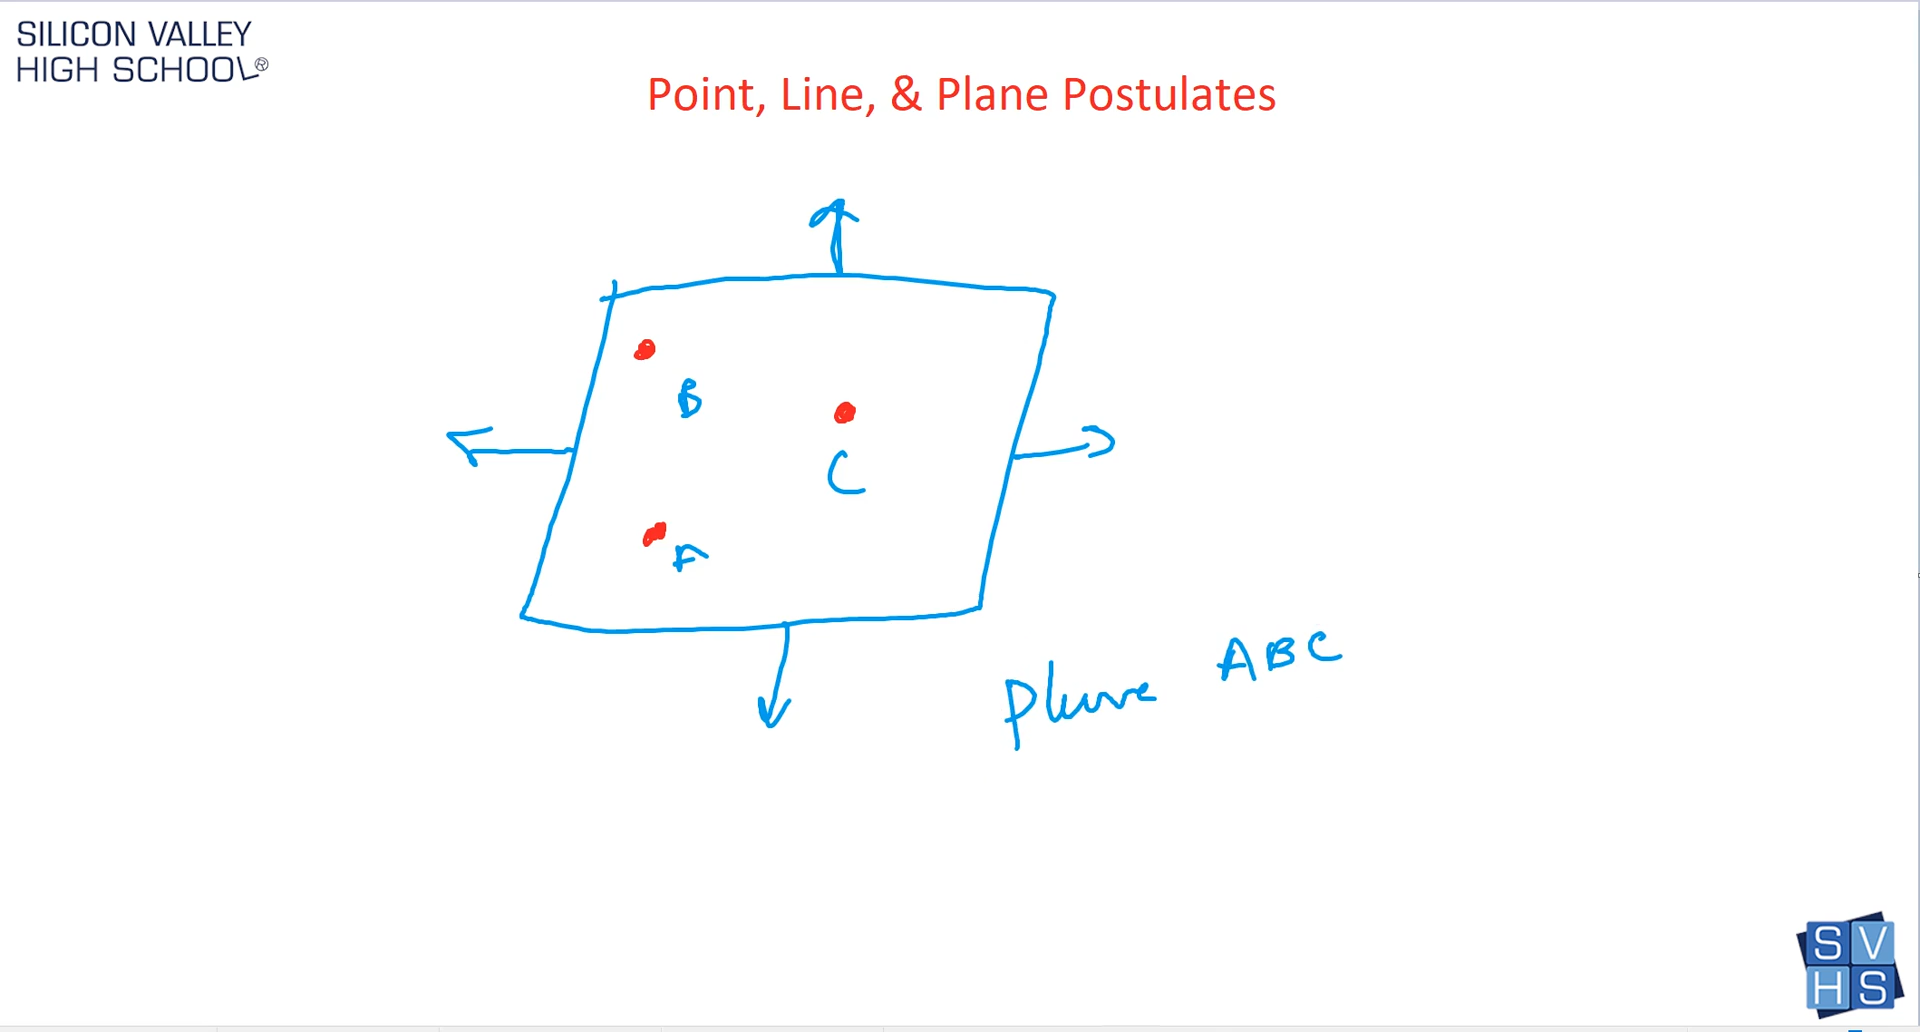 SILICON VALLEY
HIGH SCHOOL®
Point, Line, & Plane Postulates
B
C
A
Plane ABC
SV
HS